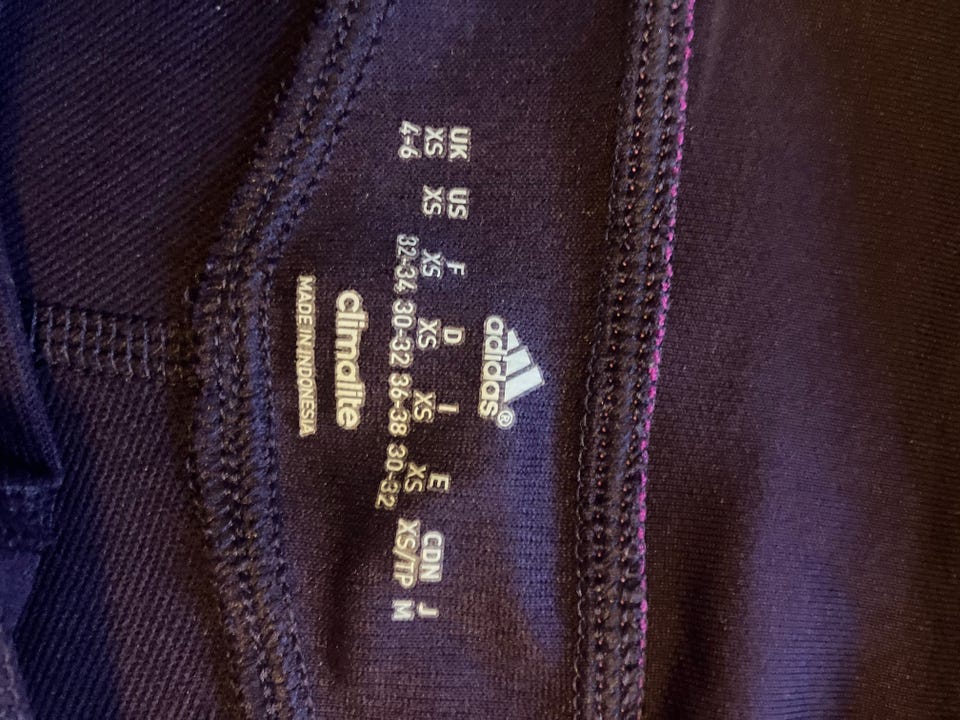 adidas®
UK US F D I E CDN J
XS XS XS XS XS XS XS/TP M
4-6 32-34 30-32 36-38 30-32
climalite
MADE IN INDONESIA